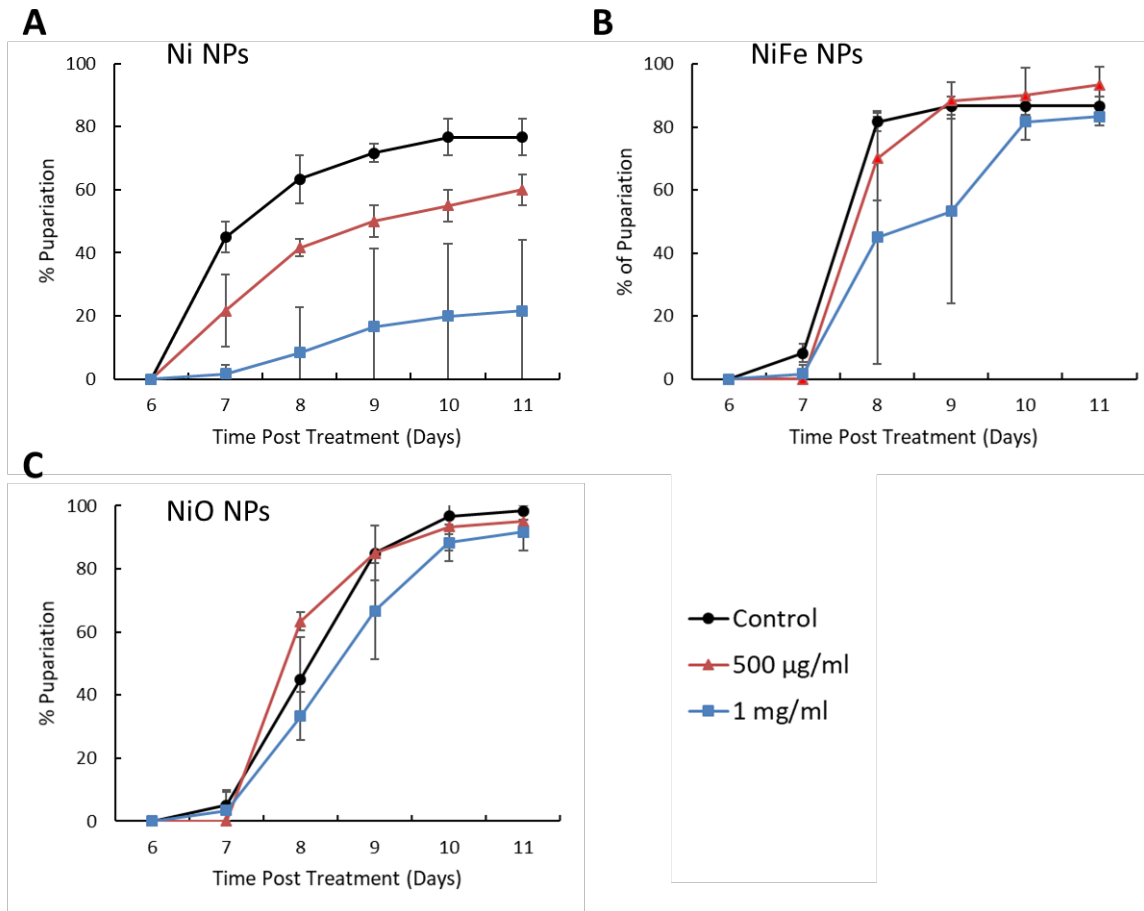 A
Ni NPs
100
80
60
40
20
0
% Pupariation
6 7 8 9 10 11
Time Post Treatment (Days)
B
NiFe NPs
100
80
60
40
20
0
% of Pupariation
6 7 8 9 10 11
Time Post Treatment (Days)
C
NiO NPs
100
80
60
40
20
0
% Pupariation
6 7 8 9 10 11
Time Post Treatment (Days)
Control
500 µg/ml
1 mg/ml